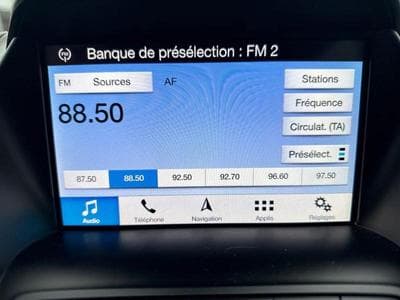 FM
Banque de présélection : FM 2
FM Sources AF Stations
88.50
Fréquence
Circulat. (TA)
Présélect.
87.50 88.50 92.50 92.70 96.60 97.50
Audio Téléphone Navigation Applis Réglages